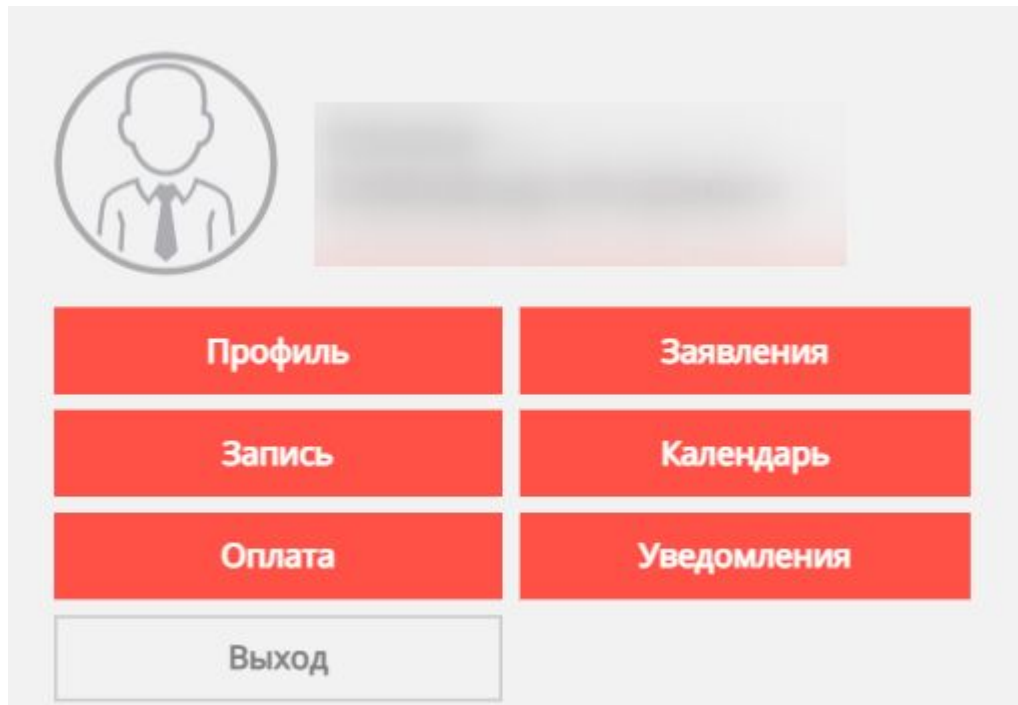 Профиль
Заявления
Запись
Календарь
Оплата
Уведомления
Выход